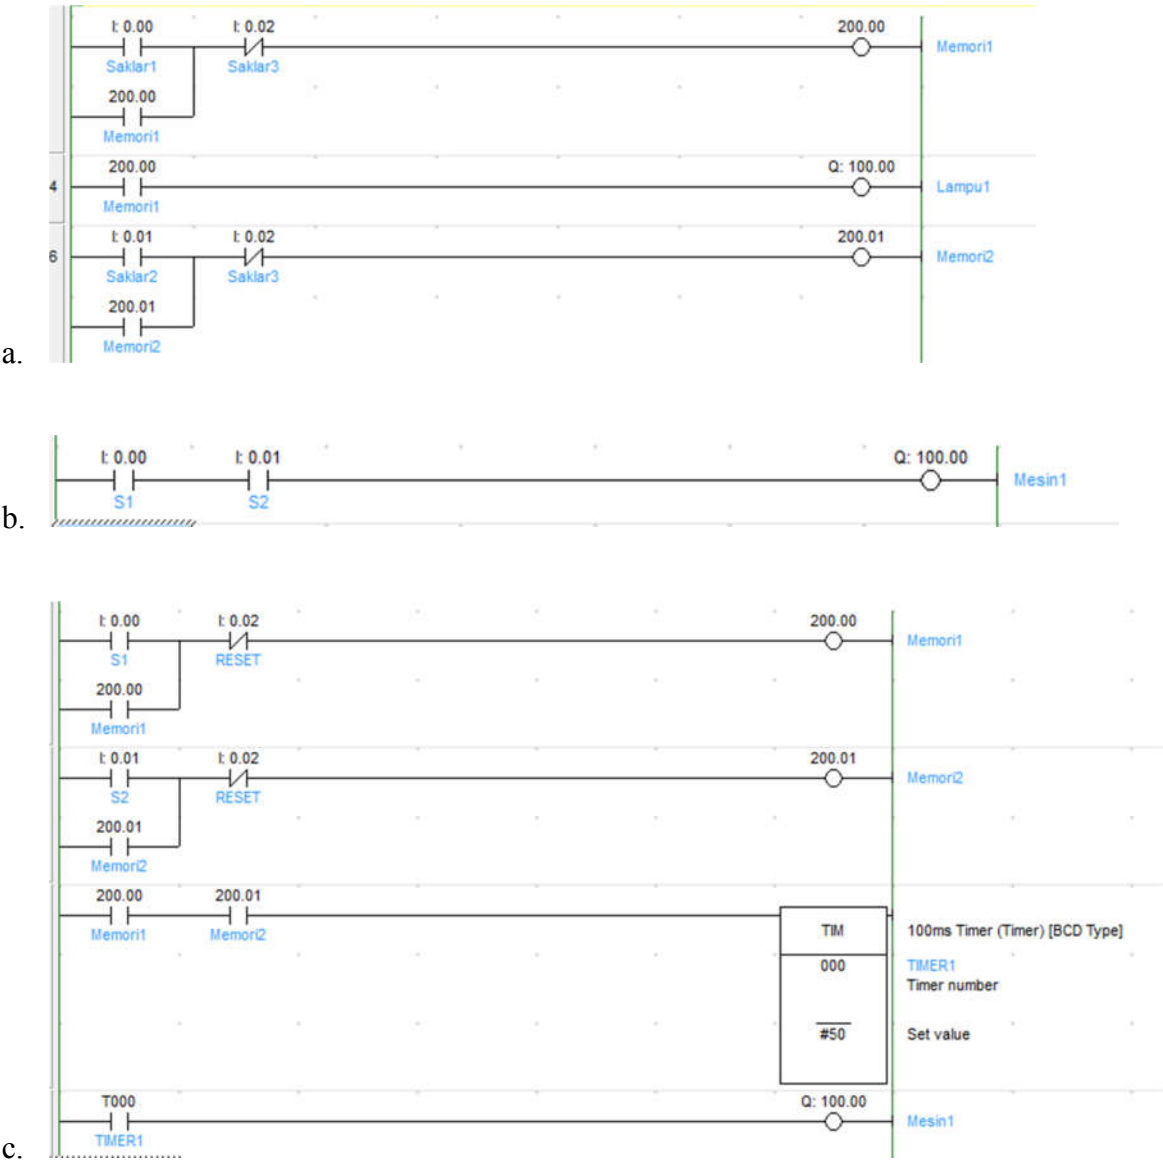 I: 0.00 I: 0.02 200.00
Memori1
Saklar1 Saklar3
200.00
Memori1
200.00 Q: 100.00
4 Lampu1
Memori1
I: 0.01 I: 0.02 200.01
6 Memori2
Saklar2 Saklar3
200.01
Memori2
a.
I: 0.00 I: 0.01 Q: 100.00
Mesin1
S1 S2
b.
I: 0.00 I: 0.02 200.00
Memori1
S1 RESET
200.00
Memori1
I: 0.01 I: 0.02 200.01
Memori2
S2 RESET
200.01
Memori2
200.00 200.01
TIM 100ms Timer (Timer) [BCD Type]
Memori1 Memori2
000 TIMER1
Timer number
#50 Set value
T000 Q: 100.00
Mesin1
TIMER1
c.